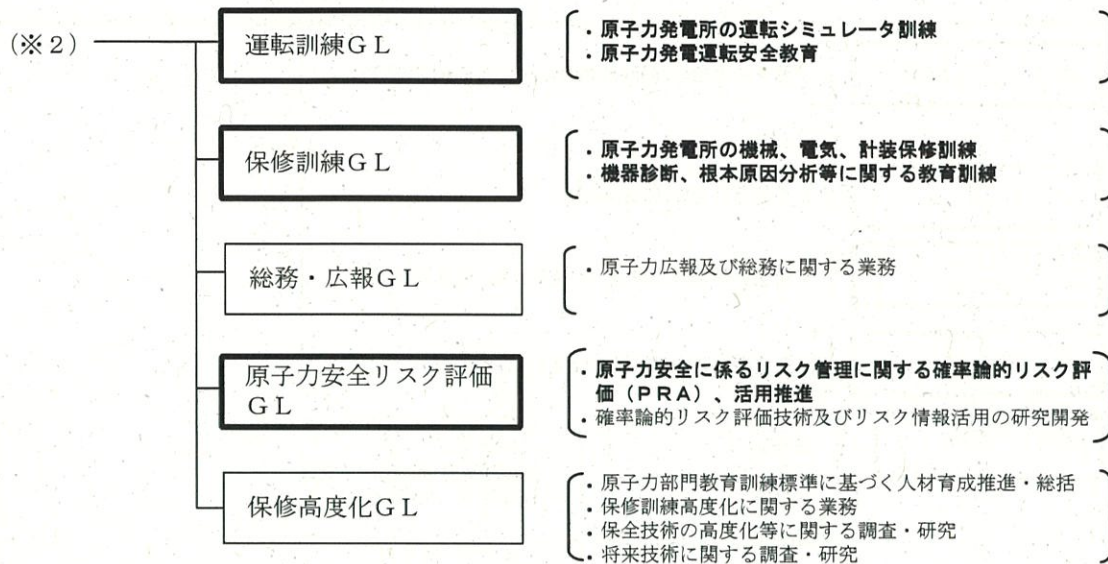 (※2)
運転訓練GL
・原子力発電所の運転シミュレータ訓練
・原子力発電運転安全教育
保修訓練GL
・原子力発電所の機械、電気、計装保修訓練
・機器診断、根本原因分析等に関する教育訓練
総務・広報GL
・原子力広報及び総務に関する業務
原子力安全リスク評価
GL
・原子力安全に係るリスク管理に関する確率論的リスク評
価(PRA)、活用推進
・確率論的リスク評価技術及びリスク情報活用の研究開発
保修高度化GL
・原子力部門教育訓練標準に基づく人材育成推進・総括
・保修訓練高度化に関する業務
・保全技術の高度化等に関する調査・研究
・将来技術に関する調査・研究